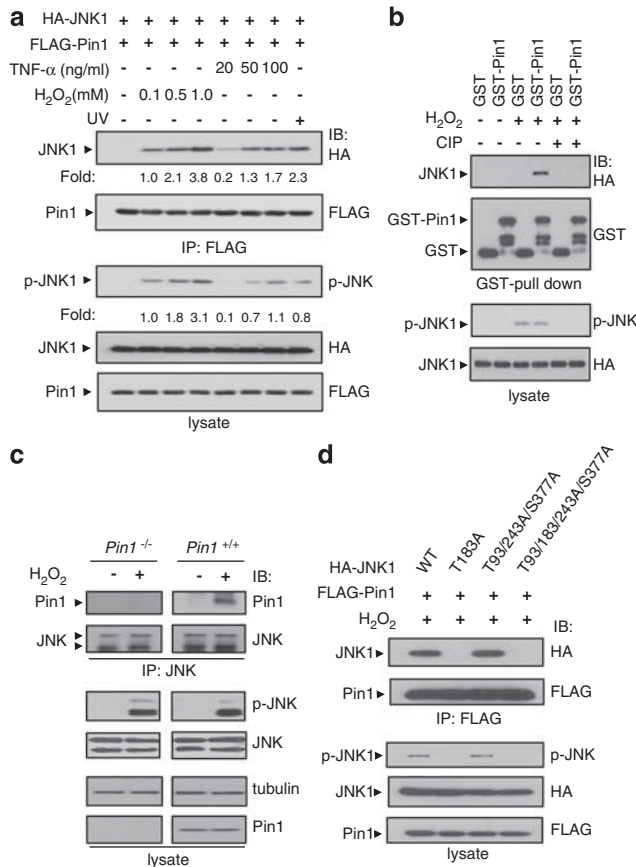 a
HA-JNK1 + + + + + + + +
FLAG-Pin1 + + + + + + + +
TNF-α (ng/ml) - - - - 20 50 100 -
H2O2(mM) - 0.1 0.5 1.0 - - - -
UV - - - - - - - +
IB:
JNK1 HA
Fold: 1.0 2.1 3.8 0.2 1.3 1.7 2.3
Pin1 FLAG
IP: FLAG
p-JNK1 p-JNK
Fold: 1.0 1.8 3.1 0.1 0.7 1.1 0.8
JNK1 HA
Pin1 FLAG
lysate
b
GST GST-Pin1 GST GST-Pin1 GST GST-Pin1
H2O2 - - + + + +
CIP - - - - + +
IB:
JNK1 HA
GST-Pin1
GST
GST
GST-pull down
p-JNK1 p-JNK
JNK1 HA
lysate
c
Pin1 -/- Pin1 +/+
H2O2 - + - + IB:
Pin1 Pin1
JNK JNK
IP: JNK
p-JNK
JNK
tubulin
Pin1
lysate
d
WT T183A T93/243A/S377A T93/183/243A/S377A
HA-JNK1
FLAG-Pin1 + + + +
H2O2 + + + +
IB:
JNK1 HA
Pin1 FLAG
IP: FLAG
p-JNK1 p-JNK
JNK1 HA
Pin1 FLAG
lysate